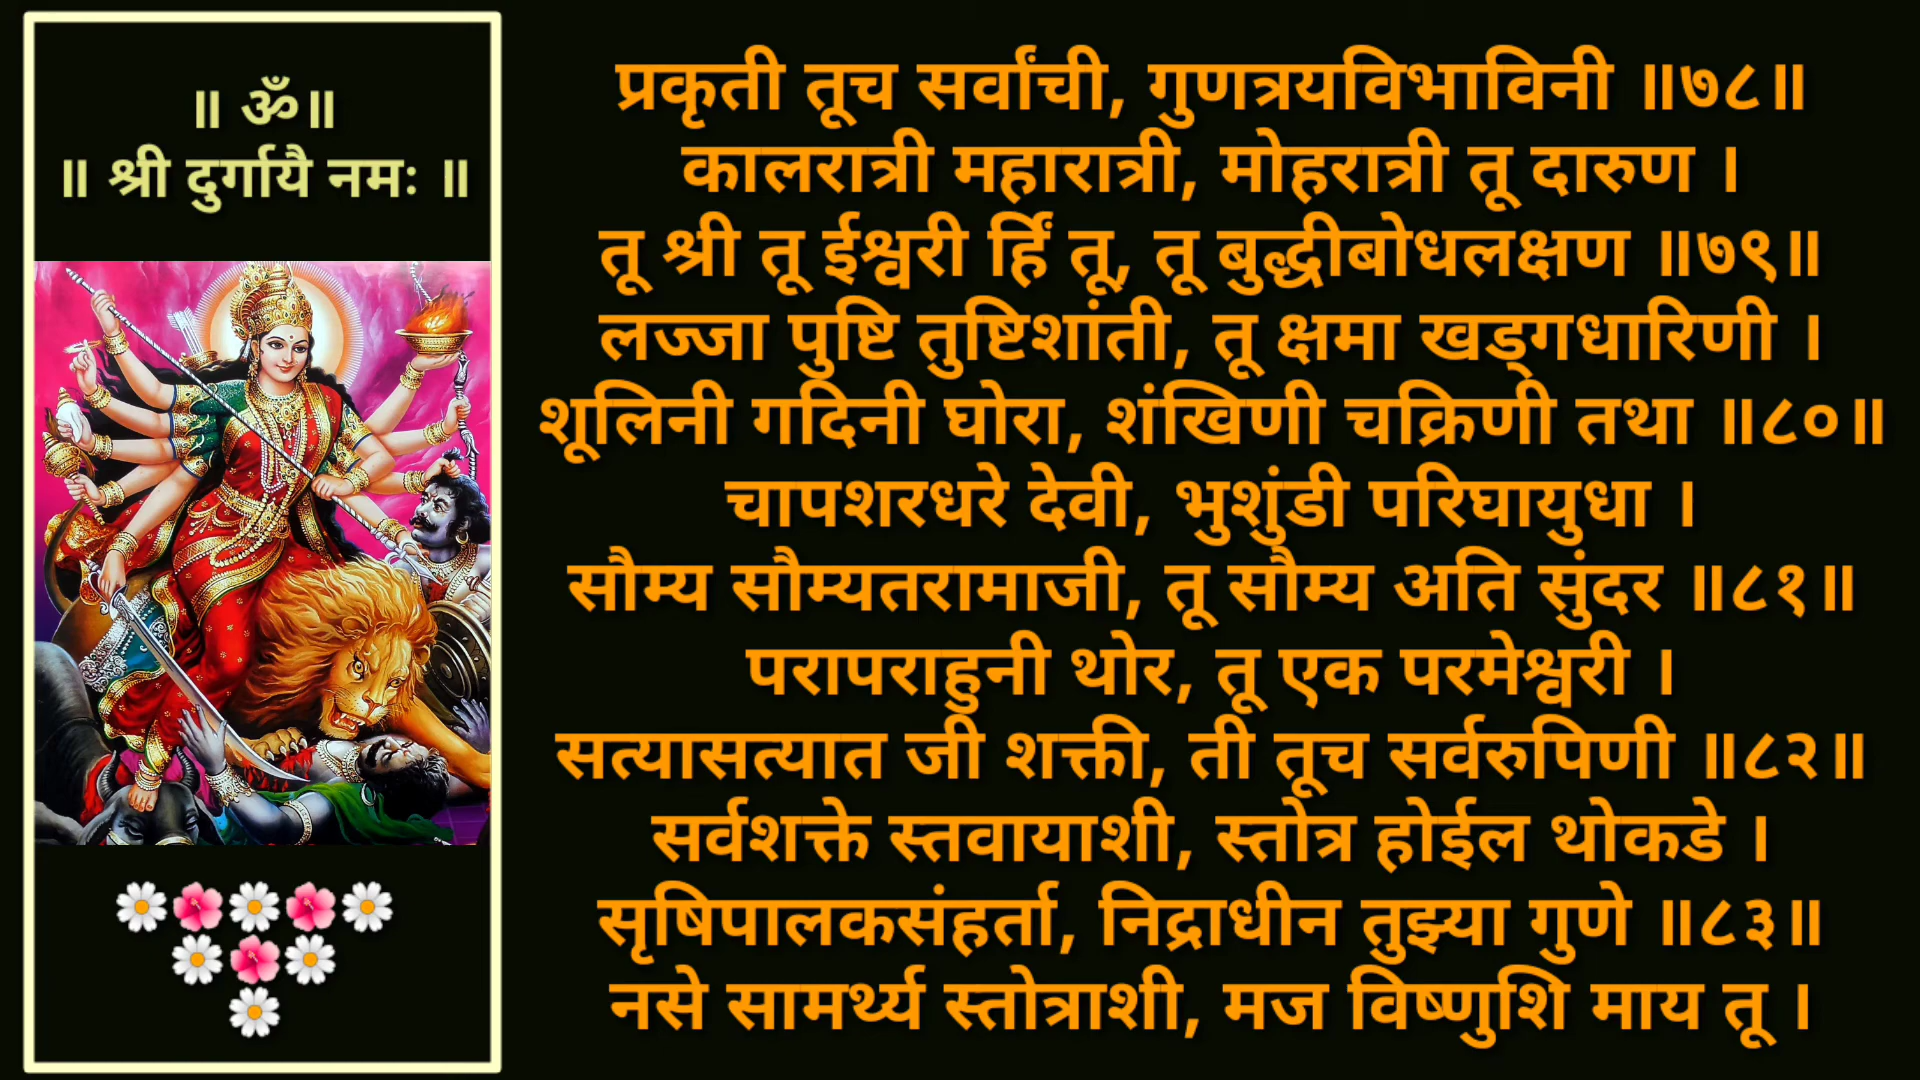 ॥ ॐ॥
॥ श्री दुर्गायै नमः ॥
प्रकृती तूच सर्वांची, गुणत्रयविभाविनी ॥७८॥
कालरात्री महारात्री, मोहरात्री तू दारुण ।
तू श्री तू ईश्वरी र्हिं तू, तू बुद्धीबोधलक्षण ॥७९॥
लज्जा पुष्टि तुष्टिशांती, तू क्षमा खड्गधारिणी ।
शूलिनी गदिनी घोरा, शंखिणी चक्रिणी तथा ॥८०॥
चापशरधरे देवी, भुशुंडी परिघायुधा ।
सौम्य सौम्यतरामाजी, तू सौम्य अति सुंदर ॥८१॥
परापराहुनी थोर, तू एक परमेश्वरी ।
सत्यासत्यात जी शक्ती, ती तूच सर्वरुपिणी ॥८२॥
सर्वशक्ते स्तवायाशी, स्तोत्र होईल थोकडे ।
सृषिपालकसंहर्ता, निद्राधीन तुझ्या गुणे ॥८३॥
नसे सामर्थ्य स्तोत्राशी, मज विष्णुशि माय तू ।